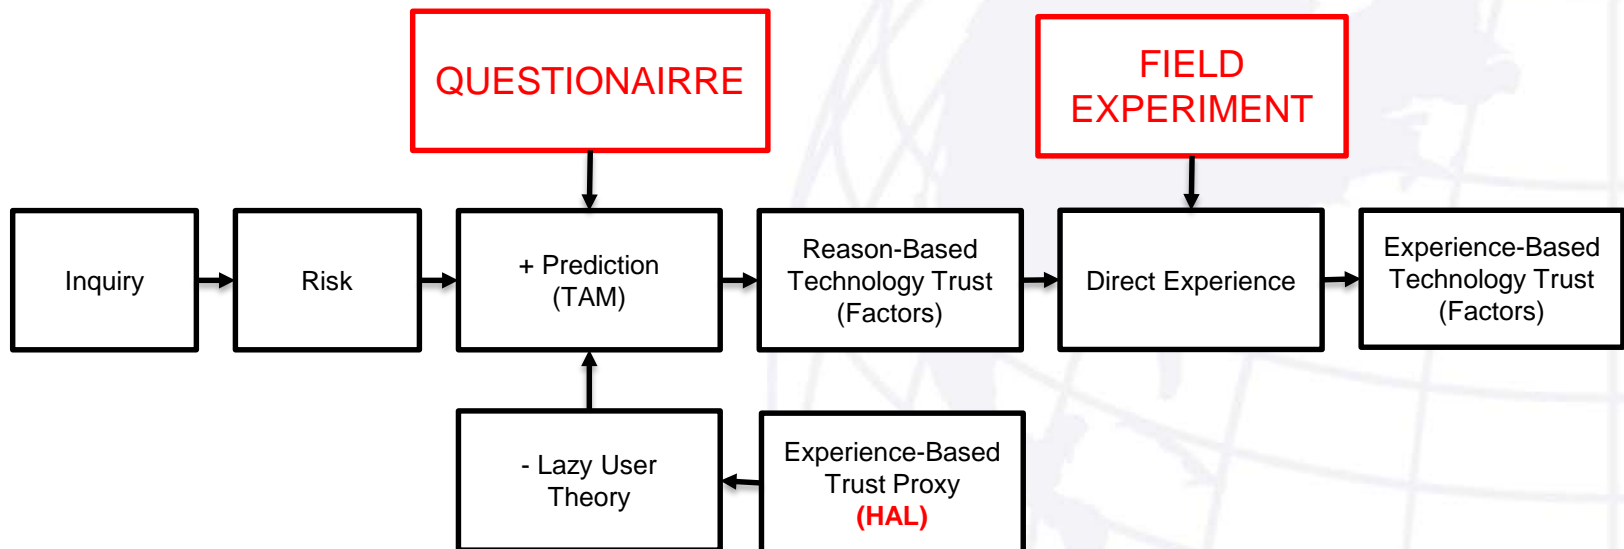 QUESTIONAIRRE
FIELD
EXPERIMENT
Inquiry
Risk
+ Prediction
(TAM)
Reason-Based
Technology Trust
(Factors)
Direct Experience
Experience-Based
Technology Trust
(Factors)
- Lazy User
Theory
Experience-Based
Trust Proxy
(HAL)